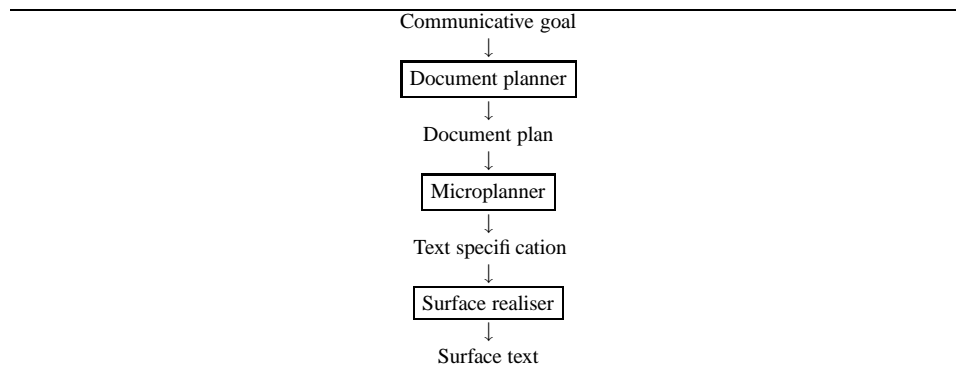 Communicative goal
↓
Document planner
↓
Document plan
↓
Microplanner
↓
Text specifi cation
↓
Surface realiser
↓
Surface text